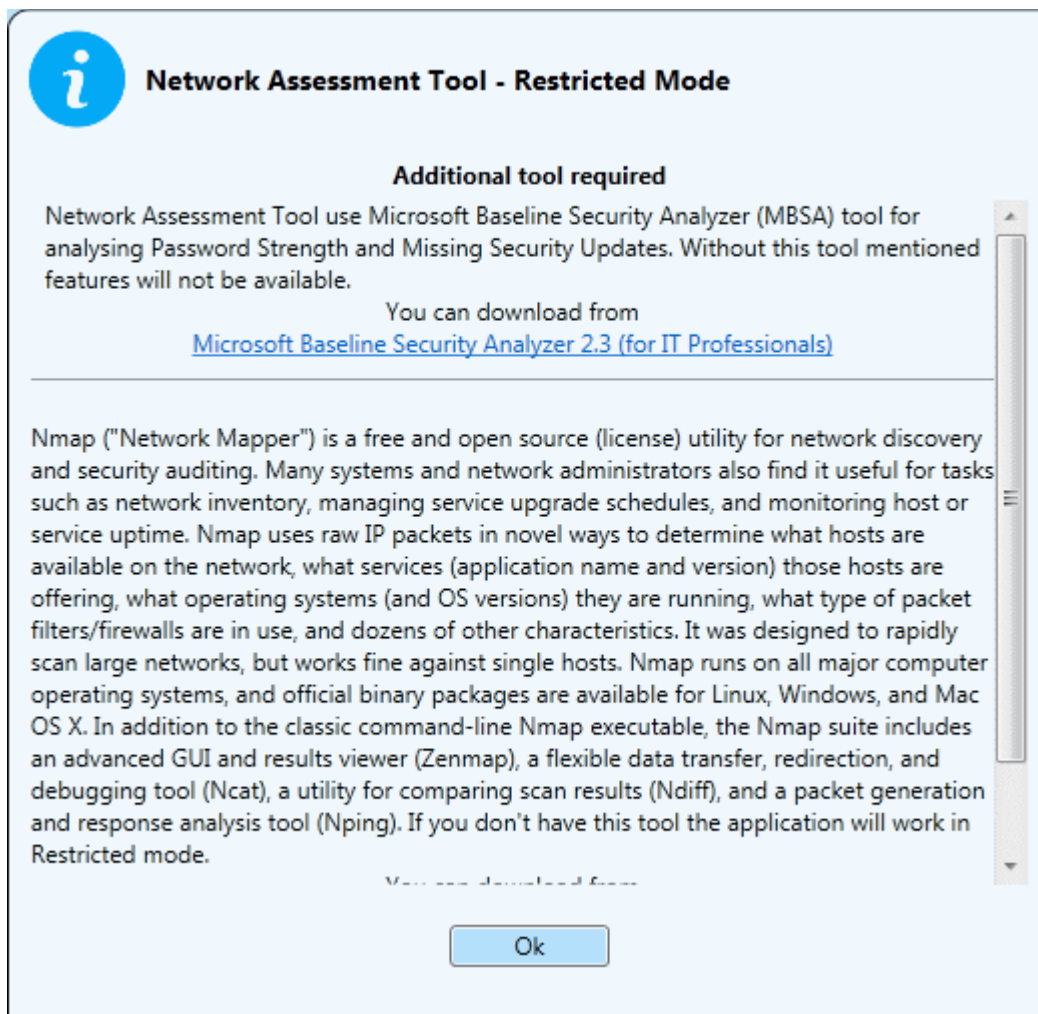 Network Assessment Tool - Restricted Mode
Additional tool required
Network Assessment Tool use Microsoft Baseline Security Analyzer (MBSA) tool for
analysing Password Strength and Missing Security Updates. Without this tool mentioned
features will not be available.
You can download from
Microsoft Baseline Security Analyzer 2.3 (for IT Professionals)
Nmap ("Network Mapper") is a free and open source (license) utility for network discovery
and security auditing. Many systems and network administrators also find it useful for tasks
such as network inventory, managing service upgrade schedules, and monitoring host or
service uptime. Nmap uses raw IP packets in novel ways to determine what hosts are
available on the network, what services (application name and version) those hosts are
offering, what operating systems (and OS versions) they are running, what type of packet
filters/firewalls are in use, and dozens of other characteristics. It was designed to rapidly
scan large networks, but works fine against single hosts. Nmap runs on all major computer
operating systems, and official binary packages are available for Linux, Windows, and Mac
OS X. In addition to the classic command-line Nmap executable, the Nmap suite includes
an advanced GUI and results viewer (Zenmap), a flexible data transfer, redirection, and
debugging tool (Ncat), a utility for comparing scan results (Ndiff), and a packet generation
and response analysis tool (Nping). If you don't have this tool the application will work in
Restricted mode.
You can download from
Ok